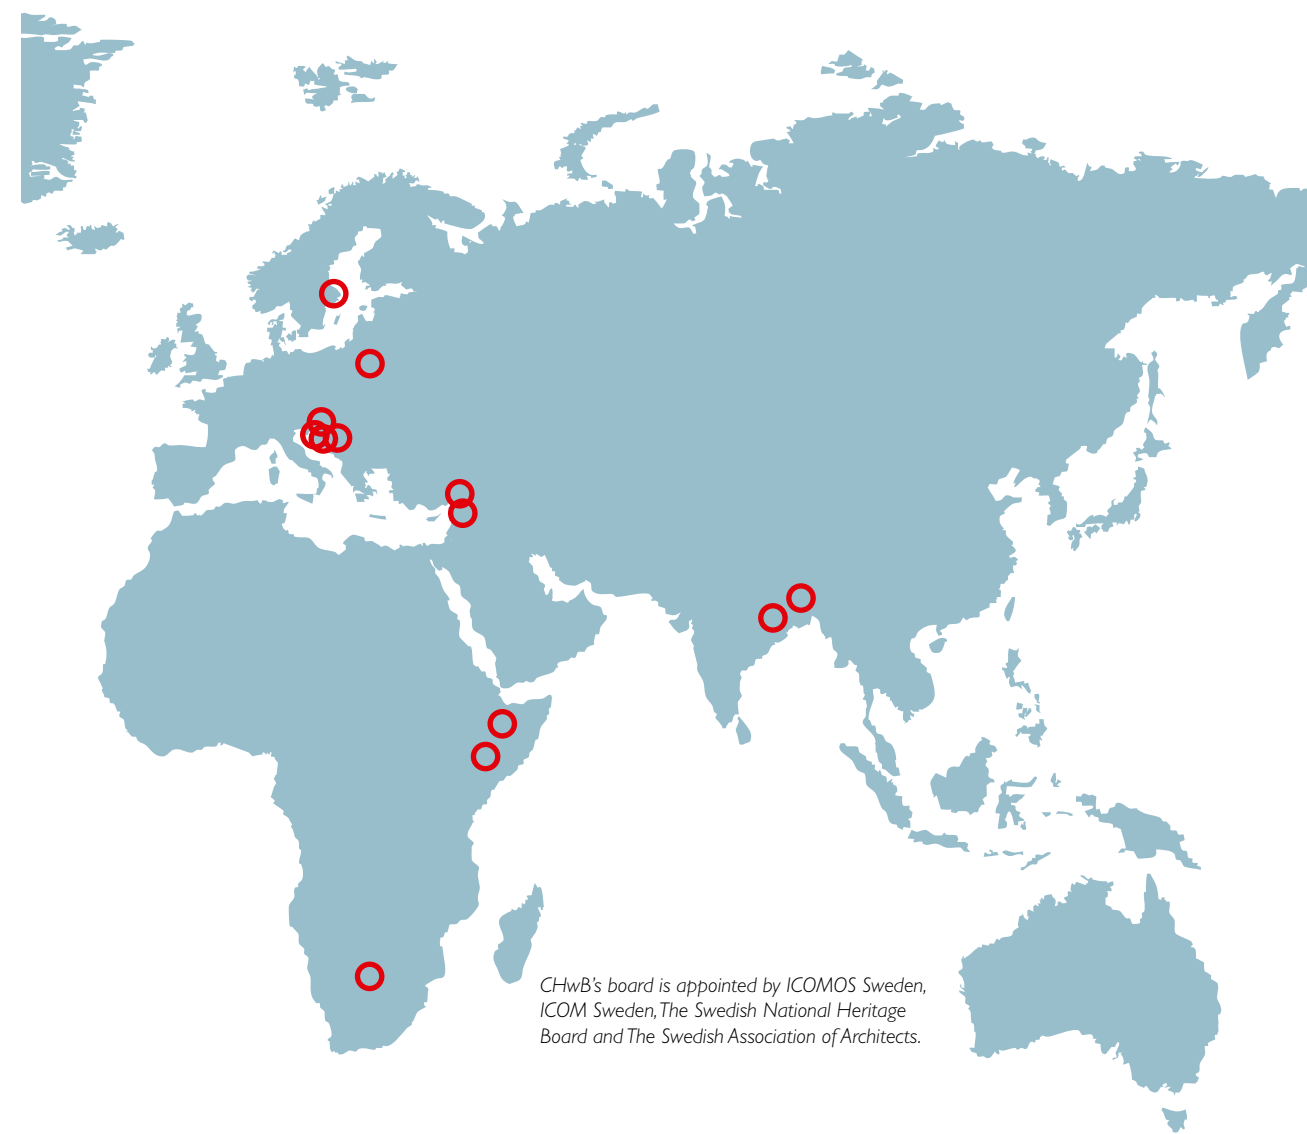 CHwB’s board is appointed by ICOMOS Sweden,
ICOM Sweden, The Swedish National Heritage
Board and The Swedish Association of Architects.